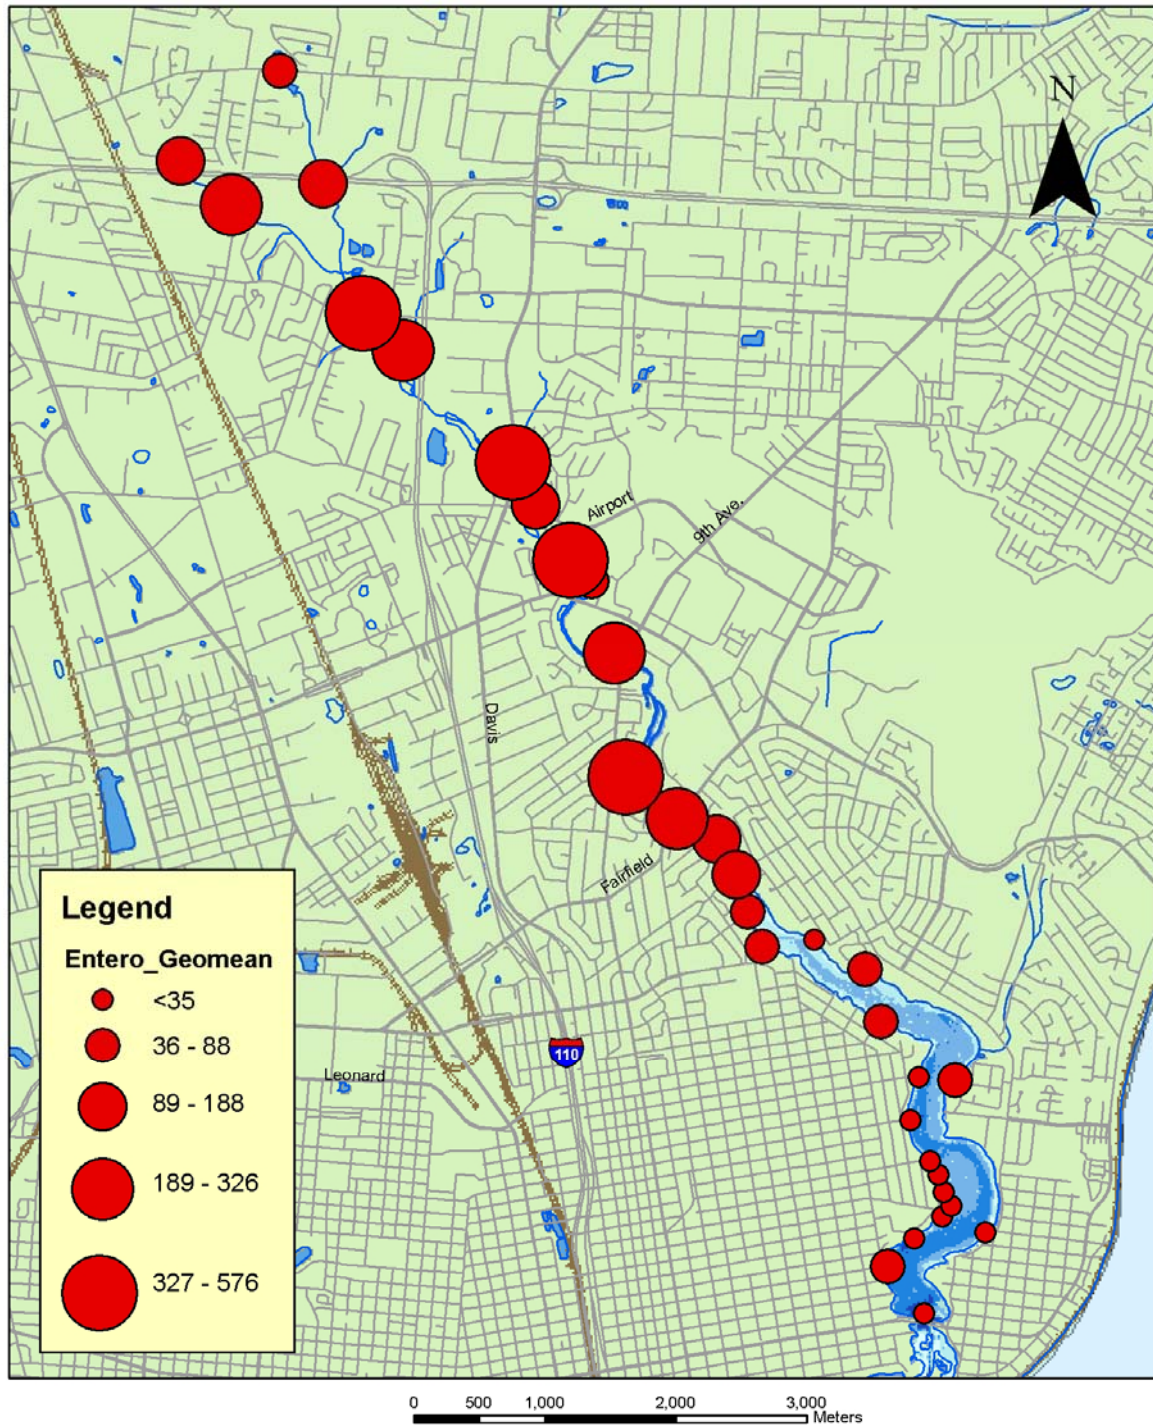 N
Airport
9th Ave.
Davis
Fairfield
110
Leonard
Legend
Entero_Geomean
<35
36 - 88
89 - 188
189 - 326
327 - 576
0 500 1,000 2,000 3,000
Meters